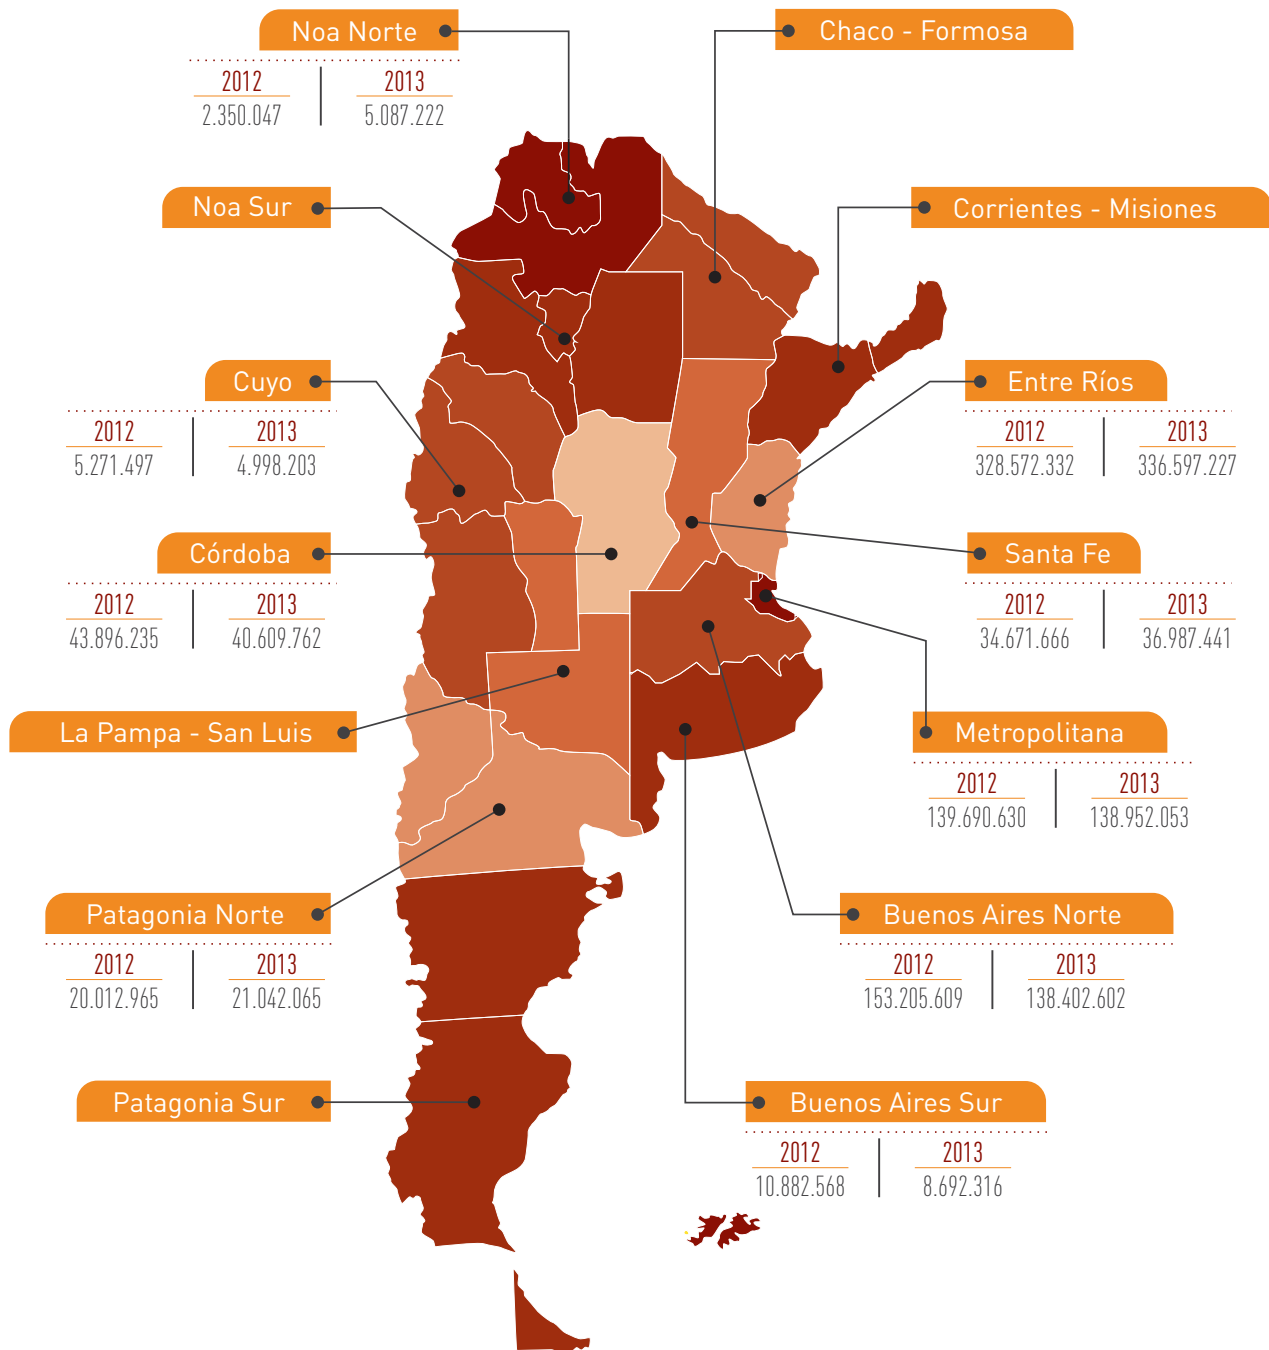 Noa Norte
2012 2013
2.350.047 5.087.222
Chaco - Formosa
Noa Sur
Corrientes - Misiones
Cuyo
2012 2013
5.271.497 4.998.203
Entre Ríos
2012 2013
328.572.332 336.597.227
Córdoba
2012 2013
43.896.235 40.609.762
Santa Fe
2012 2013
34.671.666 36.987.441
La Pampa - San Luis
Metropolitana
2012 2013
139.690.630 138.952.053
Patagonia Norte
2012 2013
20.012.965 21.042.065
Buenos Aires Norte
2012 2013
153.205.609 138.402.602
Patagonia Sur
Buenos Aires Sur
2012 2013
10.882.568 8.692.316